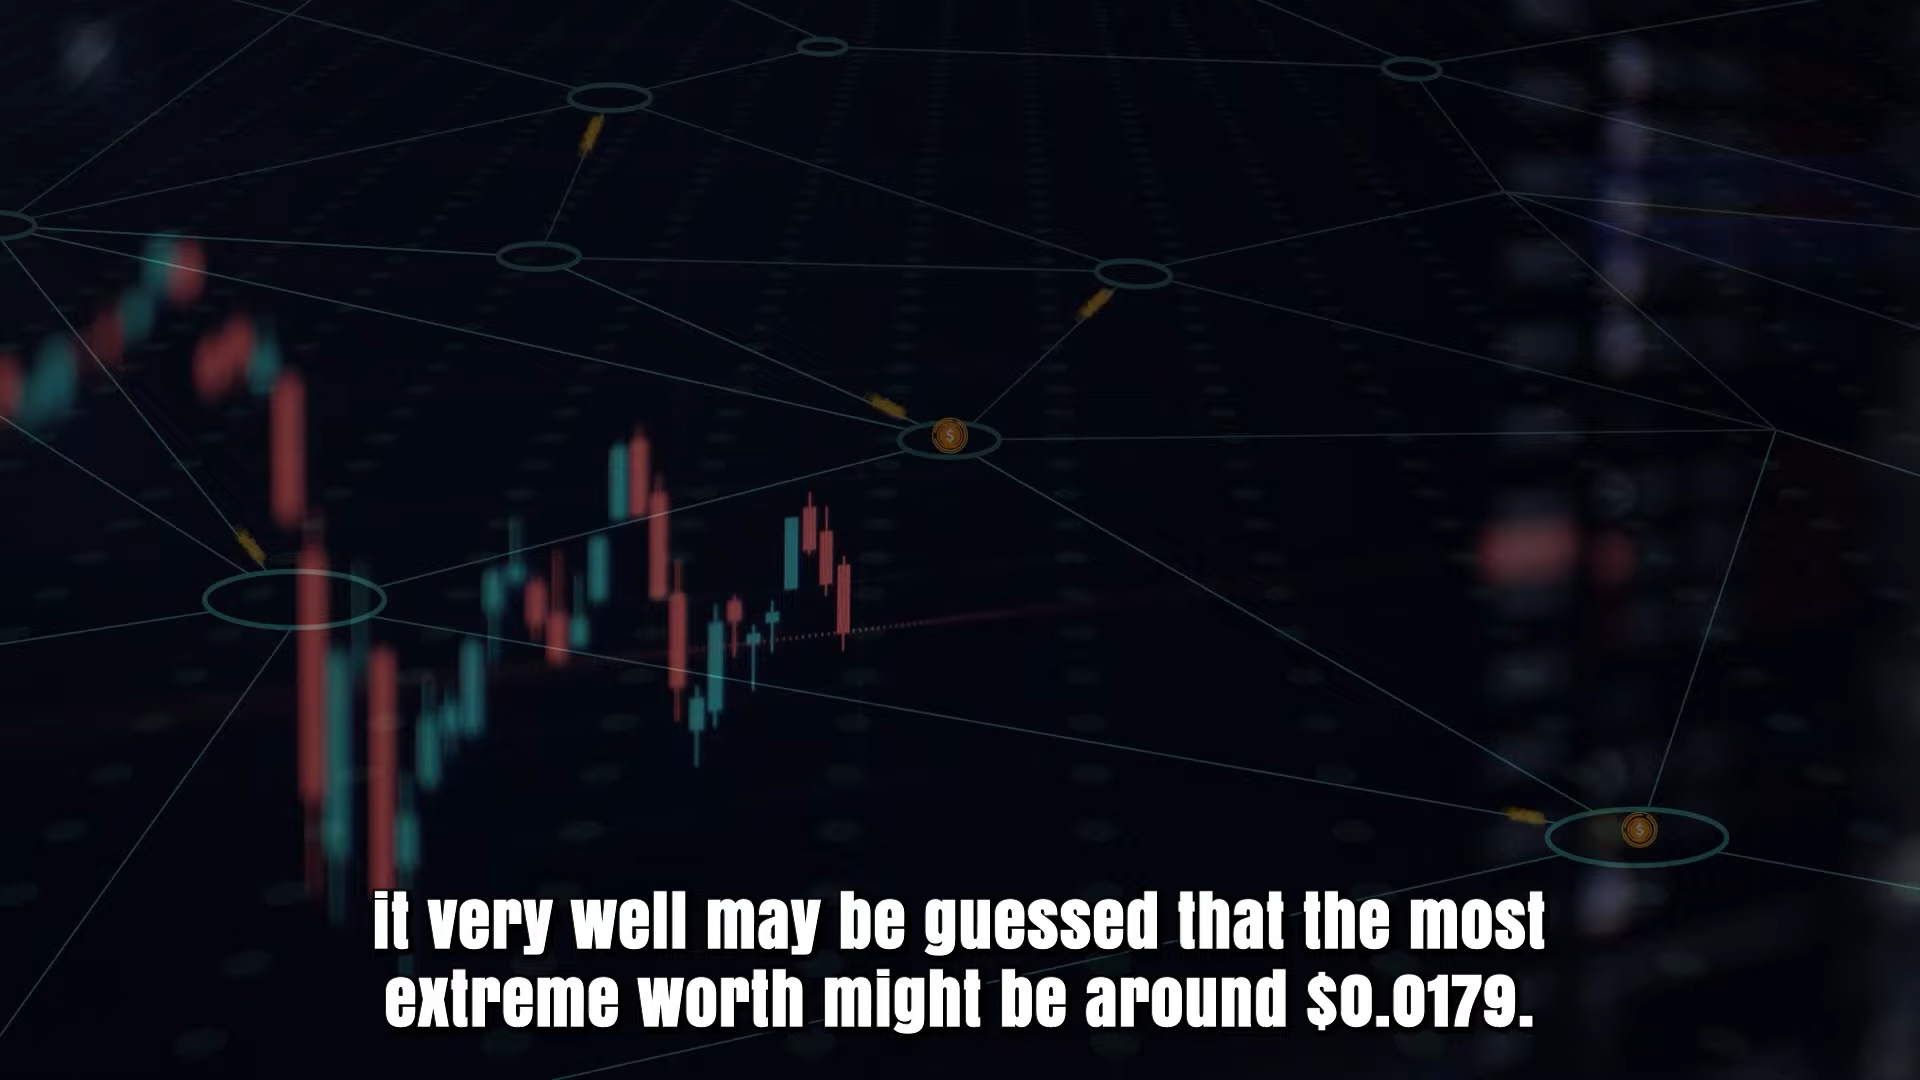 it very well may be guessed that the most
extreme worth might be around $0.0179.